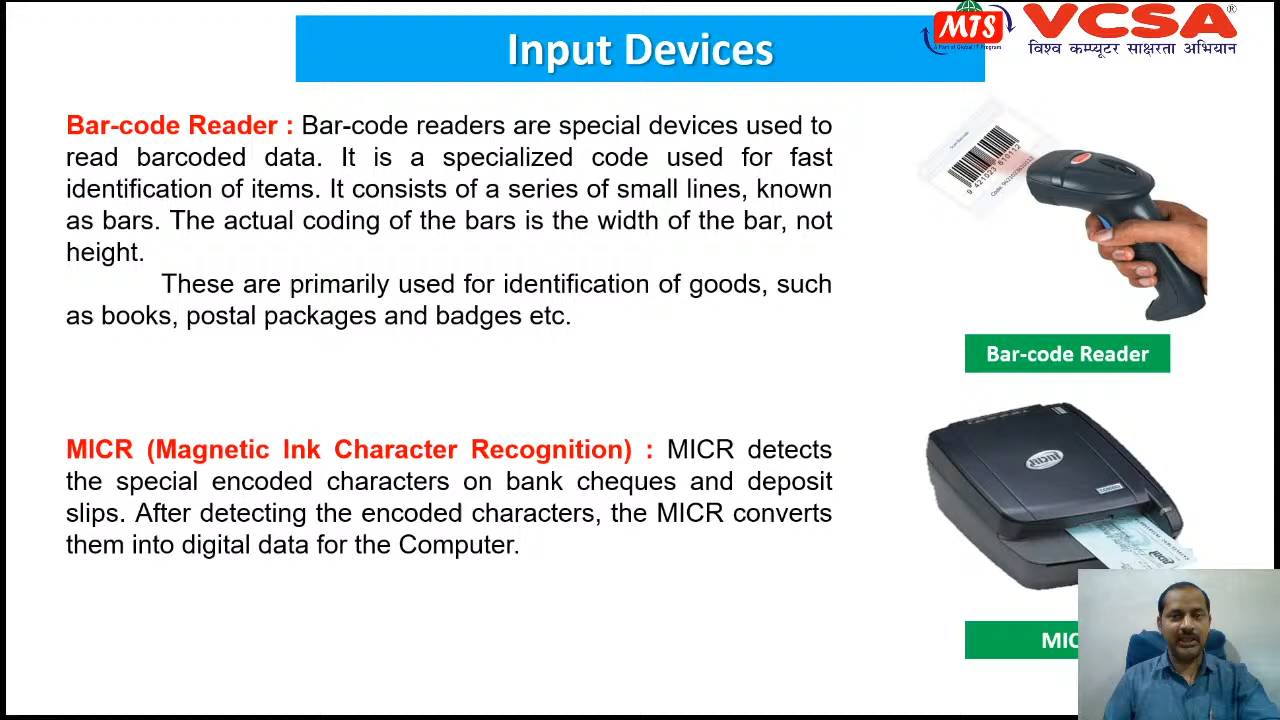 Input Devices
MTS
A Part of Global IT Program
VCSA®
विश्व कम्प्यूटर साक्षरता अभियान
Bar-code Reader : Bar-code readers are special devices used to
read barcoded data. It is a specialized code used for fast
identification of items. It consists of a series of small lines, known
as bars. The actual coding of the bars is the width of the bar, not
height.
These are primarily used for identification of goods, such
as books, postal packages and badges etc.
Bar-code Reader
MICR (Magnetic Ink Character Recognition) : MICR detects
the special encoded characters on bank cheques and deposit
slips. After detecting the encoded characters, the MICR converts
them into digital data for the Computer.
MIC